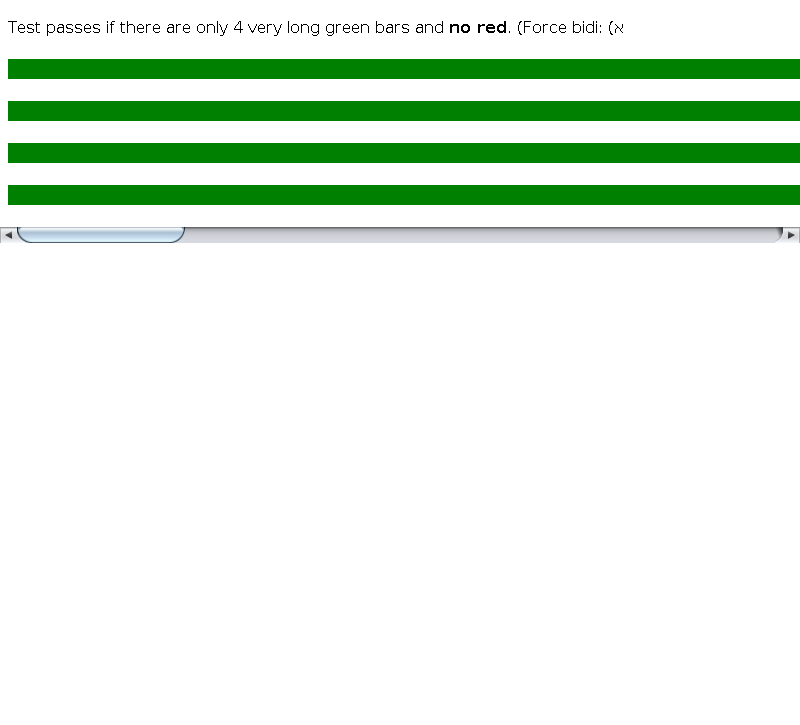 Test passes if there are only 4 very long green bars and no red. (Force bidi: (א